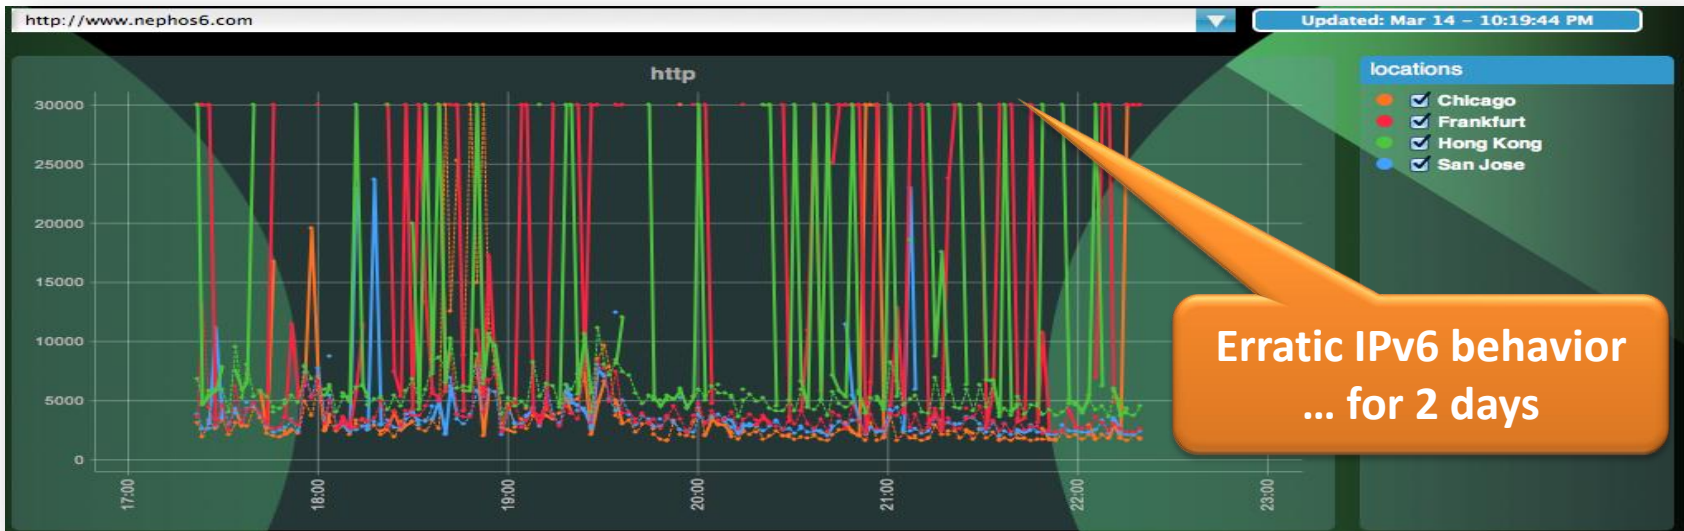 http://www.nephos6.com
Updated: Mar 14 – 10:19:44 PM
http
locations
Chicago
Frankfurt
Hong Kong
San Jose
30000
25000
20000
15000
10000
5000
0
17:00
18:00
19:00
20:00
21:00
22:00
23:00
Erratic IPv6 behavior
... for 2 days